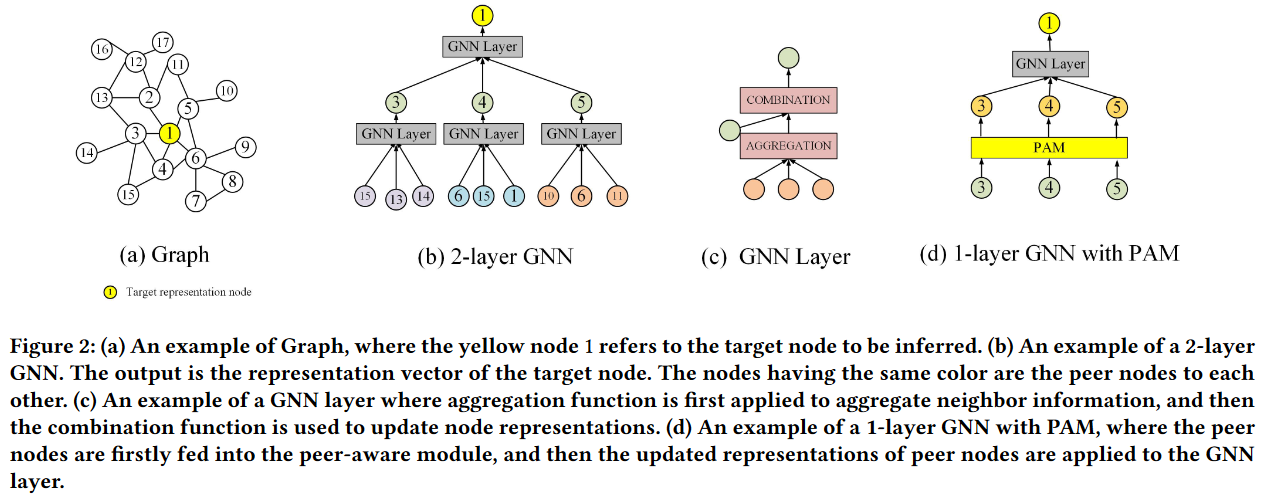 16
17
12
11
13
2
10
5
3
1
14
4
6
9
15
8
7
(a) Graph
1 Target representation node
1
GNN Layer
3 4 5
GNN Layer GNN Layer GNN Layer
15 13 14 6 15 1 10 6 11
(b) 2-layer GNN
COMBINATION
AGGREGATION
(c) GNN Layer
1
GNN Layer
3 4 5
PAM
3 4 5
(d) 1-layer GNN with PAM
Figure 2: (a) An example of Graph, where the yellow node 1 refers to the target node to be inferred. (b) An example of a 2-layer
GNN. The output is the representation vector of the target node. The nodes having the same color are the peer nodes to each
other. (c) An example of a GNN layer where aggregation function is first applied to aggregate neighbor information, and then
the combination function is used to update node representations. (d) An example of a 1-layer GNN with PAM, where the peer
nodes are firstly fed into the peer-aware module, and then the updated representations of peer nodes are applied to the GNN
layer.